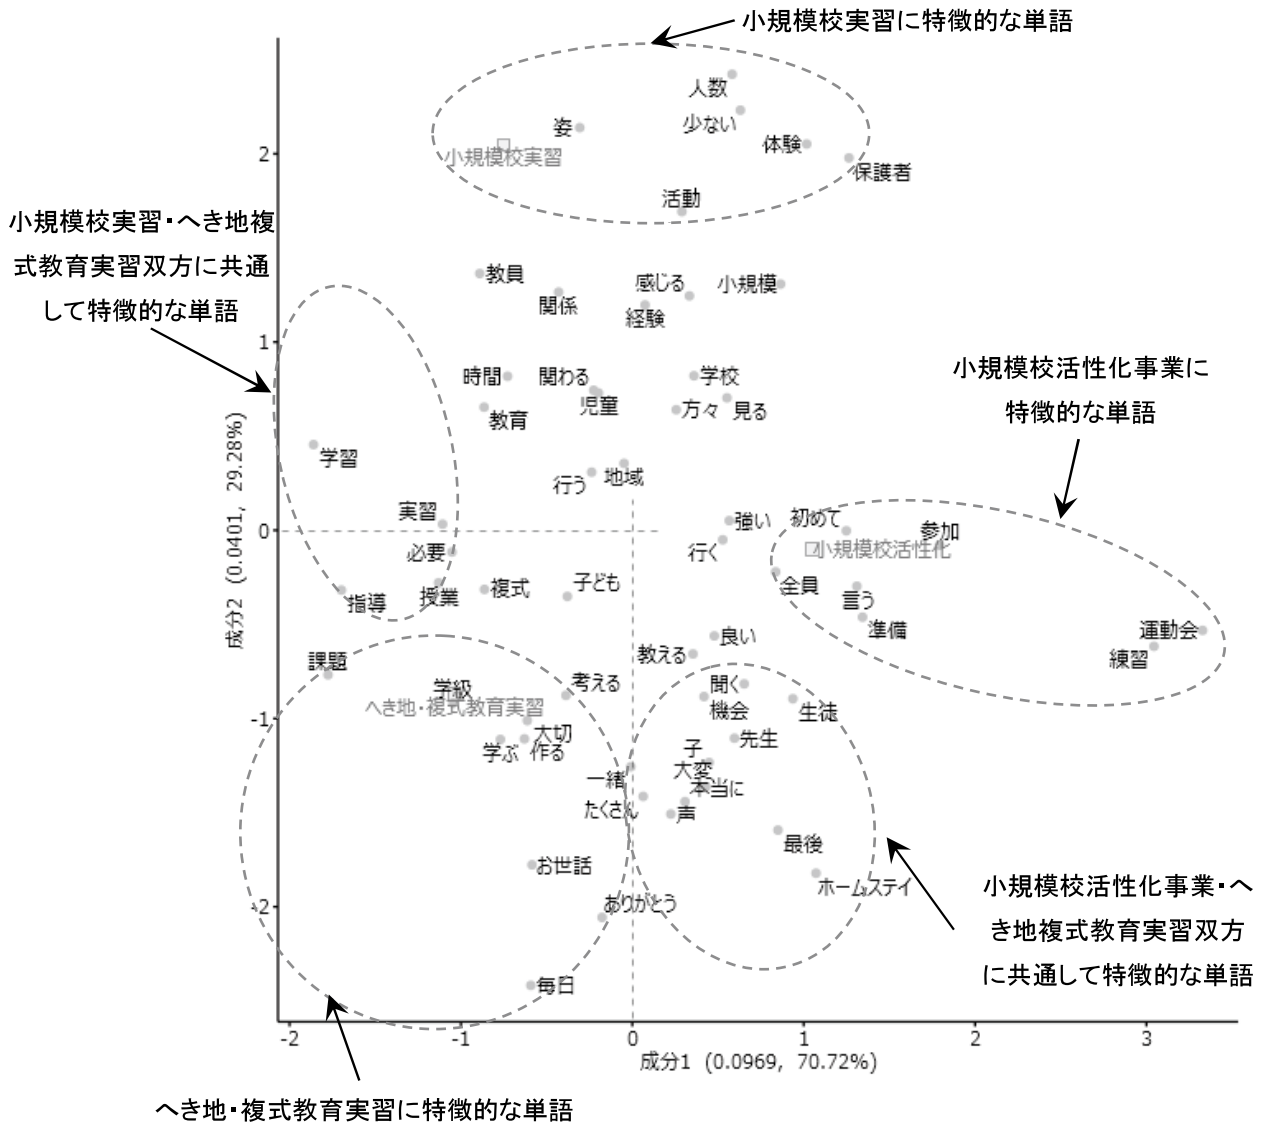 小規模校実習に特徴的な単語
人数
少ない
姿
体験
小規模校実習
保護者
活動
2
小規模校実習・へき地複
式教育実習双方に共通
して特徴的な単語
教員
感じる
小規模
関係
経験
1
時間
関わる
学校
児童
方々
見る
教育
小規模校活性化事業に
特徴的な単語
学習
地域
行う
実習
強い
初めて
参加
0
必要
行く
小規模校活性化
子ども
全員
複式
授業
指導
言う
準備
運動会
良い
教える
練習
課題
考える
聞く
学級
へき地・複式教育実習
機会
生徒
-1
大切
先生
学ぶ
作る
子
大変
一緒
本当に
たくさん
声
最後
お世話
ホームステイ
ありがとう
-2
毎日
小規模校活性化事業・へ
き地複式教育実習双方
に共通して特徴的な単語
成分2 (0.0401, 29.28%)
-2
-1
0
1
2
3
成分1 (0.0969, 70.72%)
へき地・複式教育実習に特徴的な単語